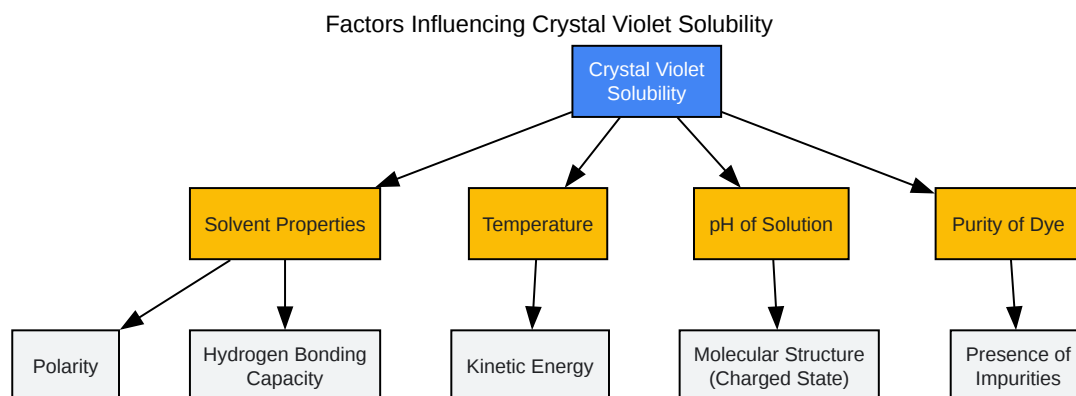 Factors Influencing Crystal Violet Solubility
Crystal Violet
Solubility
Solvent Properties
Temperature
pH of Solution
Purity of Dye
Polarity
Hydrogen Bonding
Capacity
Kinetic Energy
Molecular Structure
(Charged State)
Presence of
Impurities